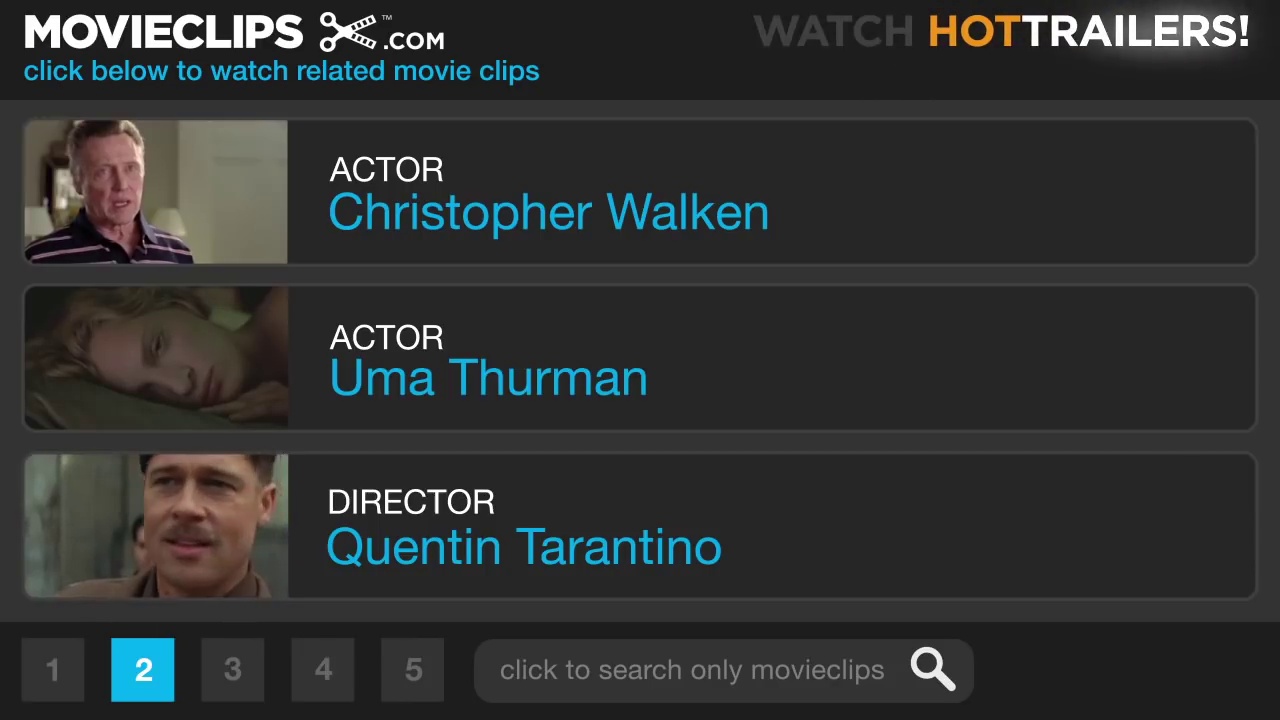 MOVIECLIPS™.COM
WATCH HOTTRAILERS!
click below to watch related movie clips
ACTOR
Christopher Walken
ACTOR
Uma Thurman
DIRECTOR
Quentin Tarantino
1 2 3 4 5 click to search only movieclips